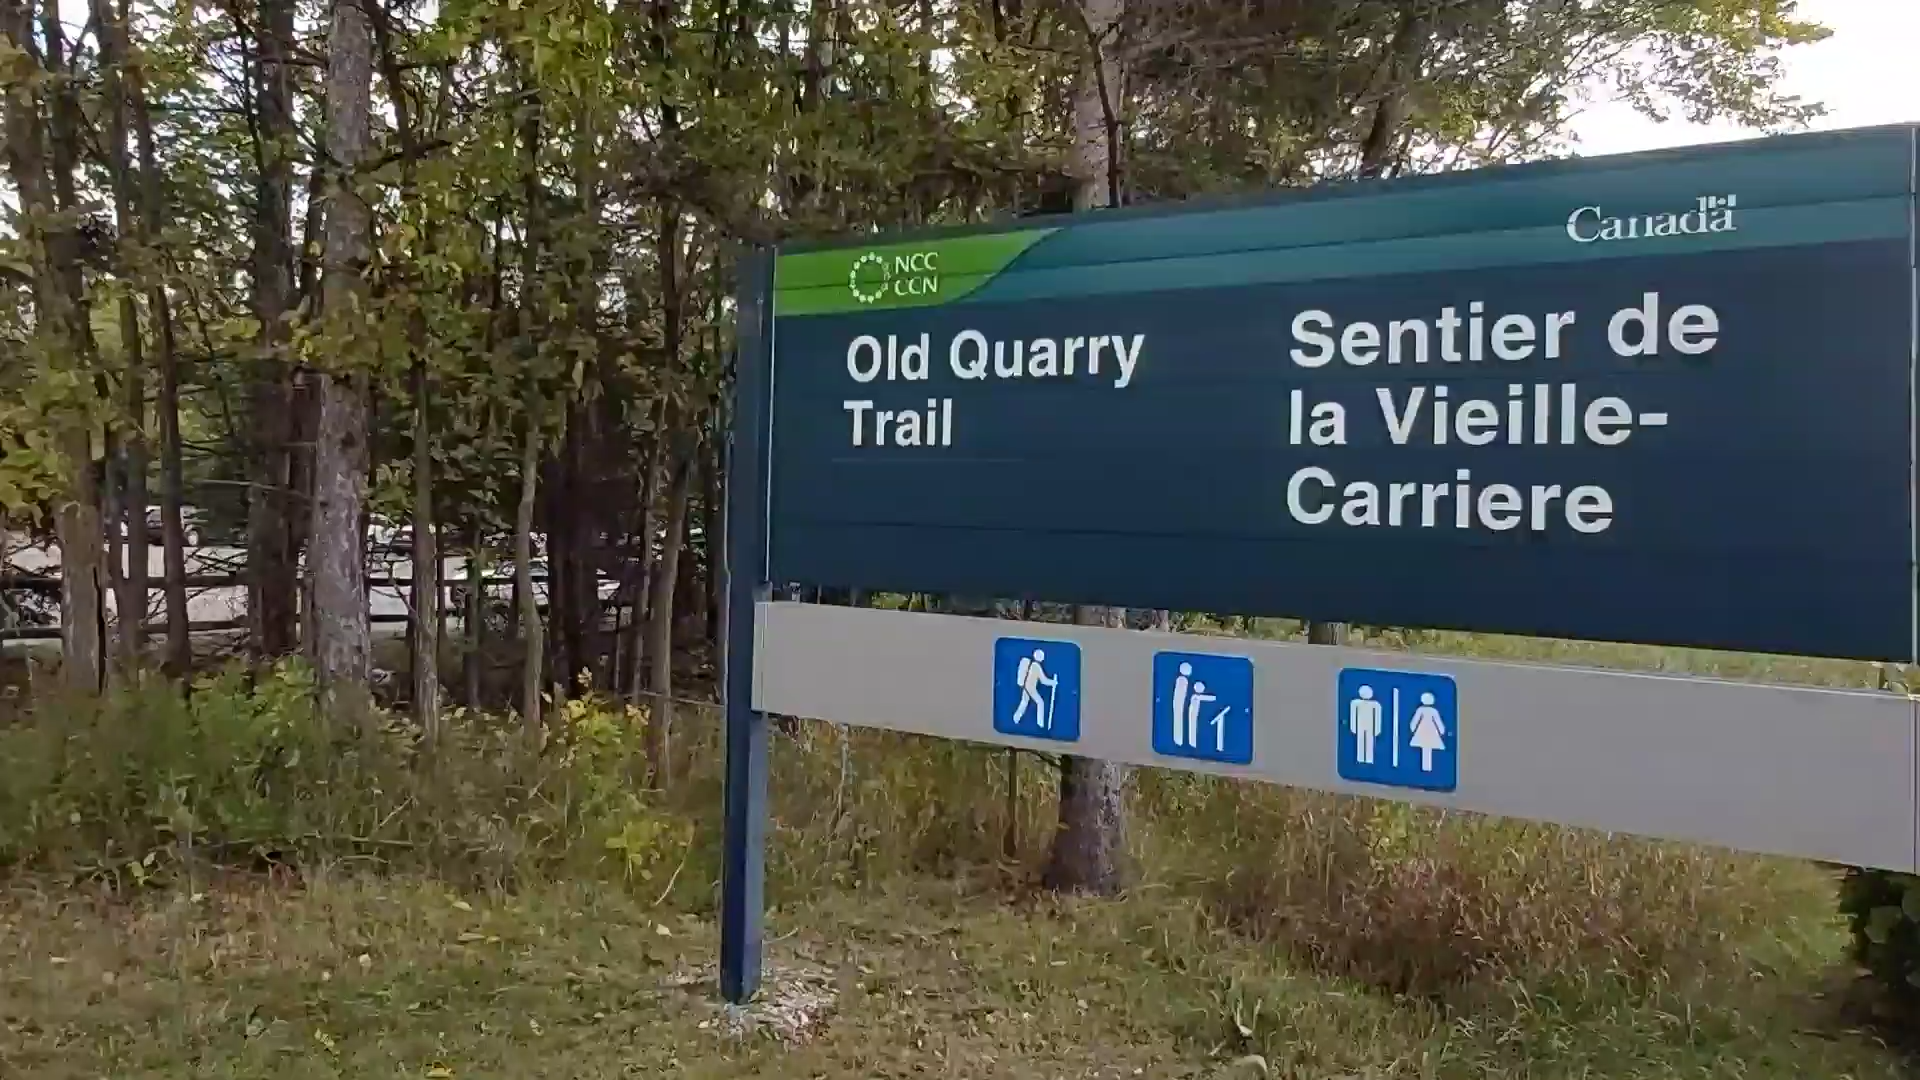 NCC
CCN
Canada
Old Quarry
Trail
Sentier de
la Vieille-
Carriere